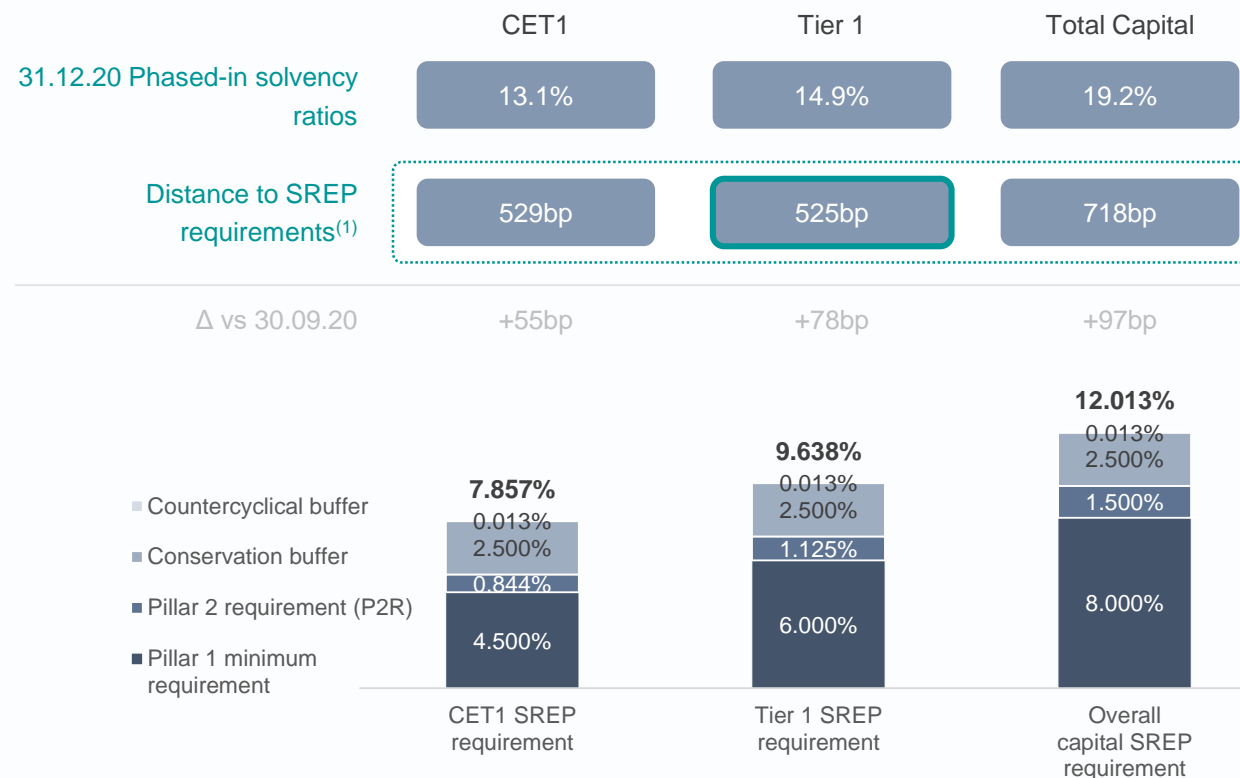 CET1 Tier 1 Total Capital
31.12.20 Phased-in solvency
ratios
13.1% 14.9% 19.2%
Distance to SREP
requirements(1)
529bp 525bp 718bp
Δ vs 30.09.20 +55bp +78bp +97bp
Countercyclical buffer
Conservation buffer
Pillar 2 requirement (P2R)
Pillar 1 minimum
requirement
7.857%
0.013%
2.500%
0.844%
4.500%
CET1 SREP
requirement
9.638%
0.013%
2.500%
1.125%
6.000%
Tier 1 SREP
requirement
12.013%
0.013%
2.500%
1.500%
8.000%
Overall
capital SREP
requirement